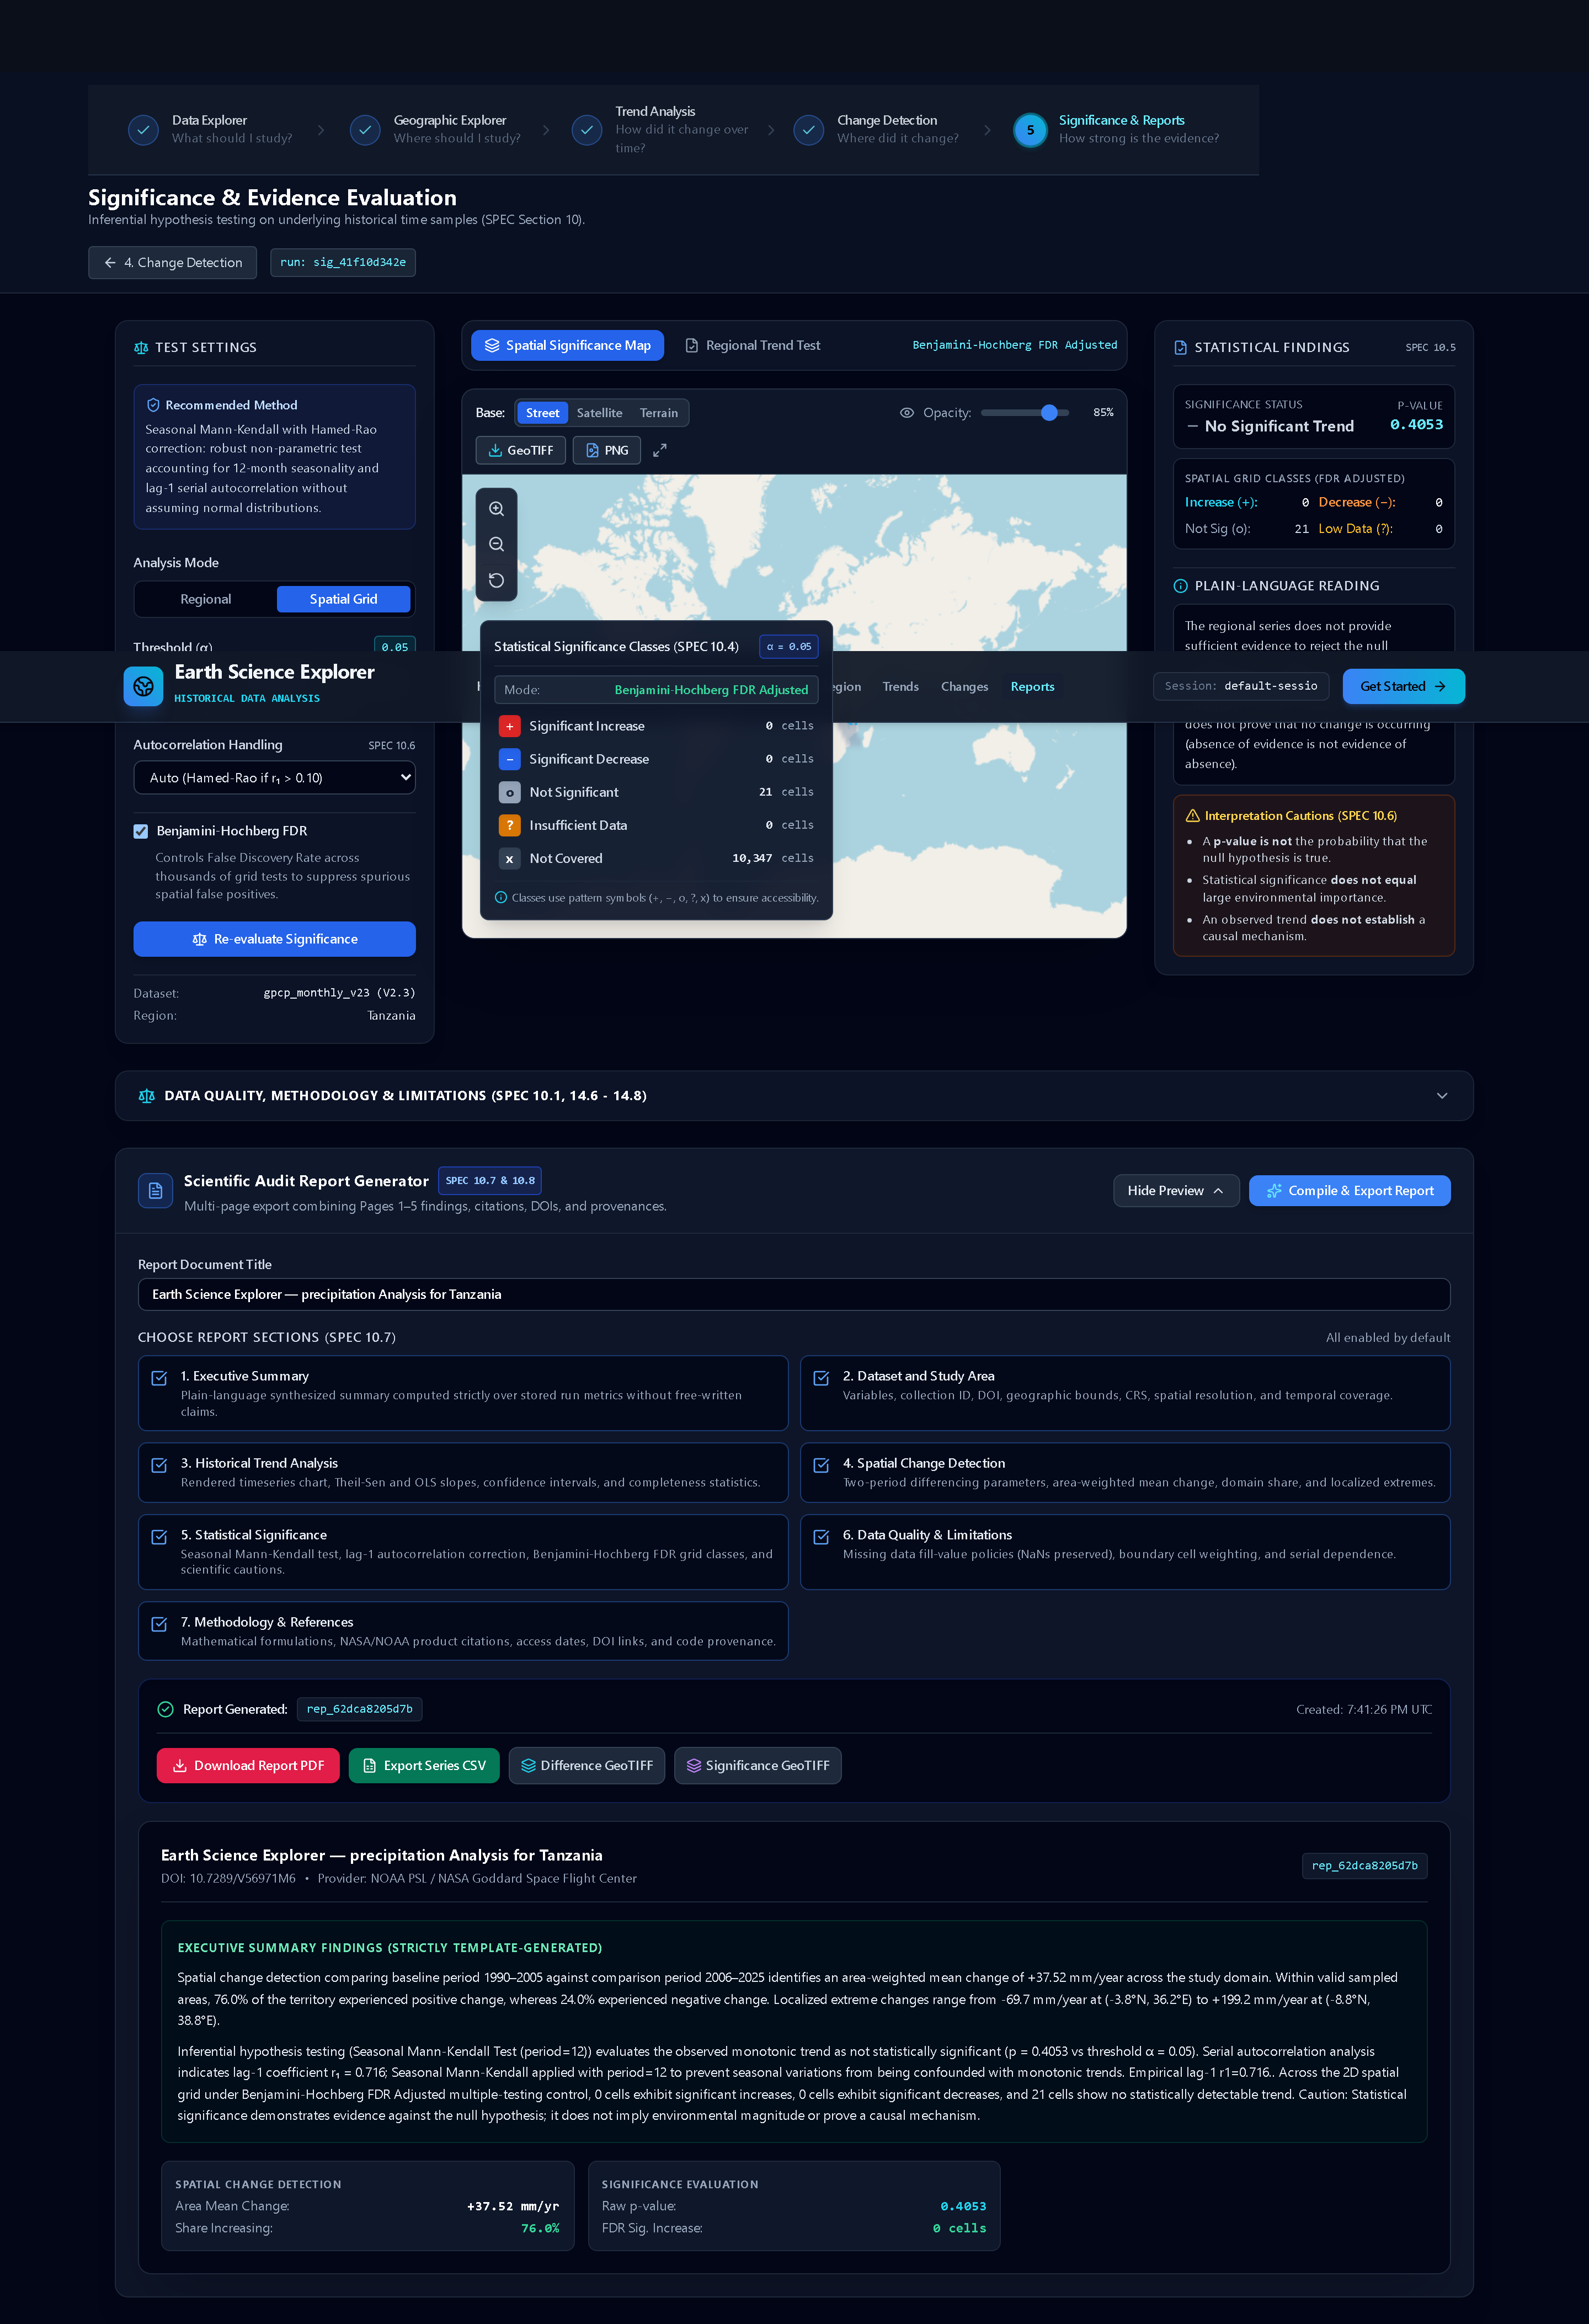 Data Explorer
What should I study?
Geographic Explorer
Where should I study?
Trend Analysis
How did it change over
time?
Change Detection
Where did it change?
5
Significance & Reports
How strong is the evidence?
Significance & Evidence Evaluation
Inferential hypothesis testing on underlying historical time samples (SPEC Section 10).
4. Change Detection
run: sig_41f10d342e
TEST SETTINGS
Recommended Method
Seasonal Mann-Kendall with Hamed-Rao
correction: robust non-parametric test
accounting for 12-month seasonality and
lag-1 serial autocorrelation without
assuming normal distributions.
Analysis Mode
Regional
Spatial Grid
Threshold (α)
0.05
Autocorrelation Handling
SPEC 10.6
Auto (Hamed-Rao if r₁ > 0.10)
Benjamini-Hochberg FDR
Controls False Discovery Rate across
thousands of grid tests to suppress spurious
spatial false positives.
Re-evaluate Significance
Dataset:
gpcp_monthly_v23 (V2.3)
Region:
Tanzania
Spatial Significance Map
Regional Trend Test
Benjamini-Hochberg FDR Adjusted
Base:
Street
Satellite
Terrain
Opacity:
85%
GeoTIFF
PNG
Statistical Significance Classes (SPEC 10.4)
α = 0.05
Mode:
Benjamini-Hochberg FDR Adjusted
+ Significant Increase 0 cells
− Significant Decrease 0 cells
o Not Significant 21 cells
? Insufficient Data 0 cells
x Not Covered 10,347 cells
Classes use pattern symbols (+, −, o, ?, x) to ensure accessibility.
Earth Science Explorer
HISTORICAL DATA ANALYSIS
Trends
Changes
Reports
Session: default-sessio
Get Started
STATISTICAL FINDINGS
SPEC 10.5
SIGNIFICANCE STATUS
— No Significant Trend
P-VALUE
0.4053
SPATIAL GRID CLASSES (FDR ADJUSTED)
Increase (+): 0 Decrease (−): 0
Not Sig (o): 21 Low Data (?): 0
PLAIN-LANGUAGE READING
The regional series does not provide
sufficient evidence to reject the null
does not prove that no change is occurring
(absence of evidence is not evidence of
absence).
Interpretation Cautions (SPEC 10.6)
• A p-value is not the probability that the
null hypothesis is true.
• Statistical significance does not equal
large environmental importance.
• An observed trend does not establish a
causal mechanism.
DATA QUALITY, METHODOLOGY & LIMITATIONS (SPEC 10.1, 14.6 - 14.8)
Scientific Audit Report Generator
SPEC 10.7 & 10.8
Multi-page export combining Pages 1–5 findings, citations, DOIs, and provenances.
Hide Preview
Compile & Export Report
Report Document Title
Earth Science Explorer — precipitation Analysis for Tanzania
CHOOSE REPORT SECTIONS (SPEC 10.7)
All enabled by default
1. Executive Summary
Plain-language synthesized summary computed strictly over stored run metrics without free-written
claims.
2. Dataset and Study Area
Variables, collection ID, DOI, geographic bounds, CRS, spatial resolution, and temporal coverage.
3. Historical Trend Analysis
Rendered timeseries chart, Theil-Sen and OLS slopes, confidence intervals, and completeness statistics.
4. Spatial Change Detection
Two-period differencing parameters, area-weighted mean change, domain share, and localized extremes.
5. Statistical Significance
Seasonal Mann-Kendall test, lag-1 autocorrelation correction, Benjamini-Hochberg FDR grid classes, and
scientific cautions.
6. Data Quality & Limitations
Missing data fill-value policies (NaNs preserved), boundary cell weighting, and serial dependence.
7. Methodology & References
Mathematical formulations, NASA/NOAA product citations, access dates, DOI links, and code provenance.
Report Generated:
rep_62dca8205d7b
Created: 7:41:26 PM UTC
Download Report PDF
Export Series CSV
Difference GeoTIFF
Significance GeoTIFF
Earth Science Explorer — precipitation Analysis for Tanzania
DOI: 10.7289/V56971M6 • Provider: NOAA PSL / NASA Goddard Space Flight Center
rep_62dca8205d7b
EXECUTIVE SUMMARY FINDINGS (STRICTLY TEMPLATE-GENERATED)
Spatial change detection comparing baseline period 1990–2005 against comparison period 2006–2025 identifies an area-weighted mean change of +37.52 mm/year across the study domain. Within valid sampled
areas, 76.0% of the territory experienced positive change, whereas 24.0% experienced negative change. Localized extreme changes range from -69.7 mm/year at (-3.8°N, 36.2°E) to +199.2 mm/year at (-8.8°N,
38.8°E).
Inferential hypothesis testing (Seasonal Mann-Kendall Test (period=12)) evaluates the observed monotonic trend as not statistically significant (p = 0.4053 vs threshold α = 0.05). Serial autocorrelation analysis
indicates lag-1 coefficient r₁ = 0.716; Seasonal Mann-Kendall applied with period=12 to prevent seasonal variations from being confounded with monotonic trends. Empirical lag-1 r1=0.716.. Across the 2D spatial
grid under Benjamini-Hochberg FDR Adjusted multiple-testing control, 0 cells exhibit significant increases, 0 cells exhibit significant decreases, and 21 cells show no statistically detectable trend. Caution: Statistical
significance demonstrates evidence against the null hypothesis; it does not imply environmental magnitude or prove a causal mechanism.
SPATIAL CHANGE DETECTION
Area Mean Change: +37.52 mm/yr
Share Increasing: 76.0%
SIGNIFICANCE EVALUATION
Raw p-value: 0.4053
FDR Sig. Increase: 0 cells